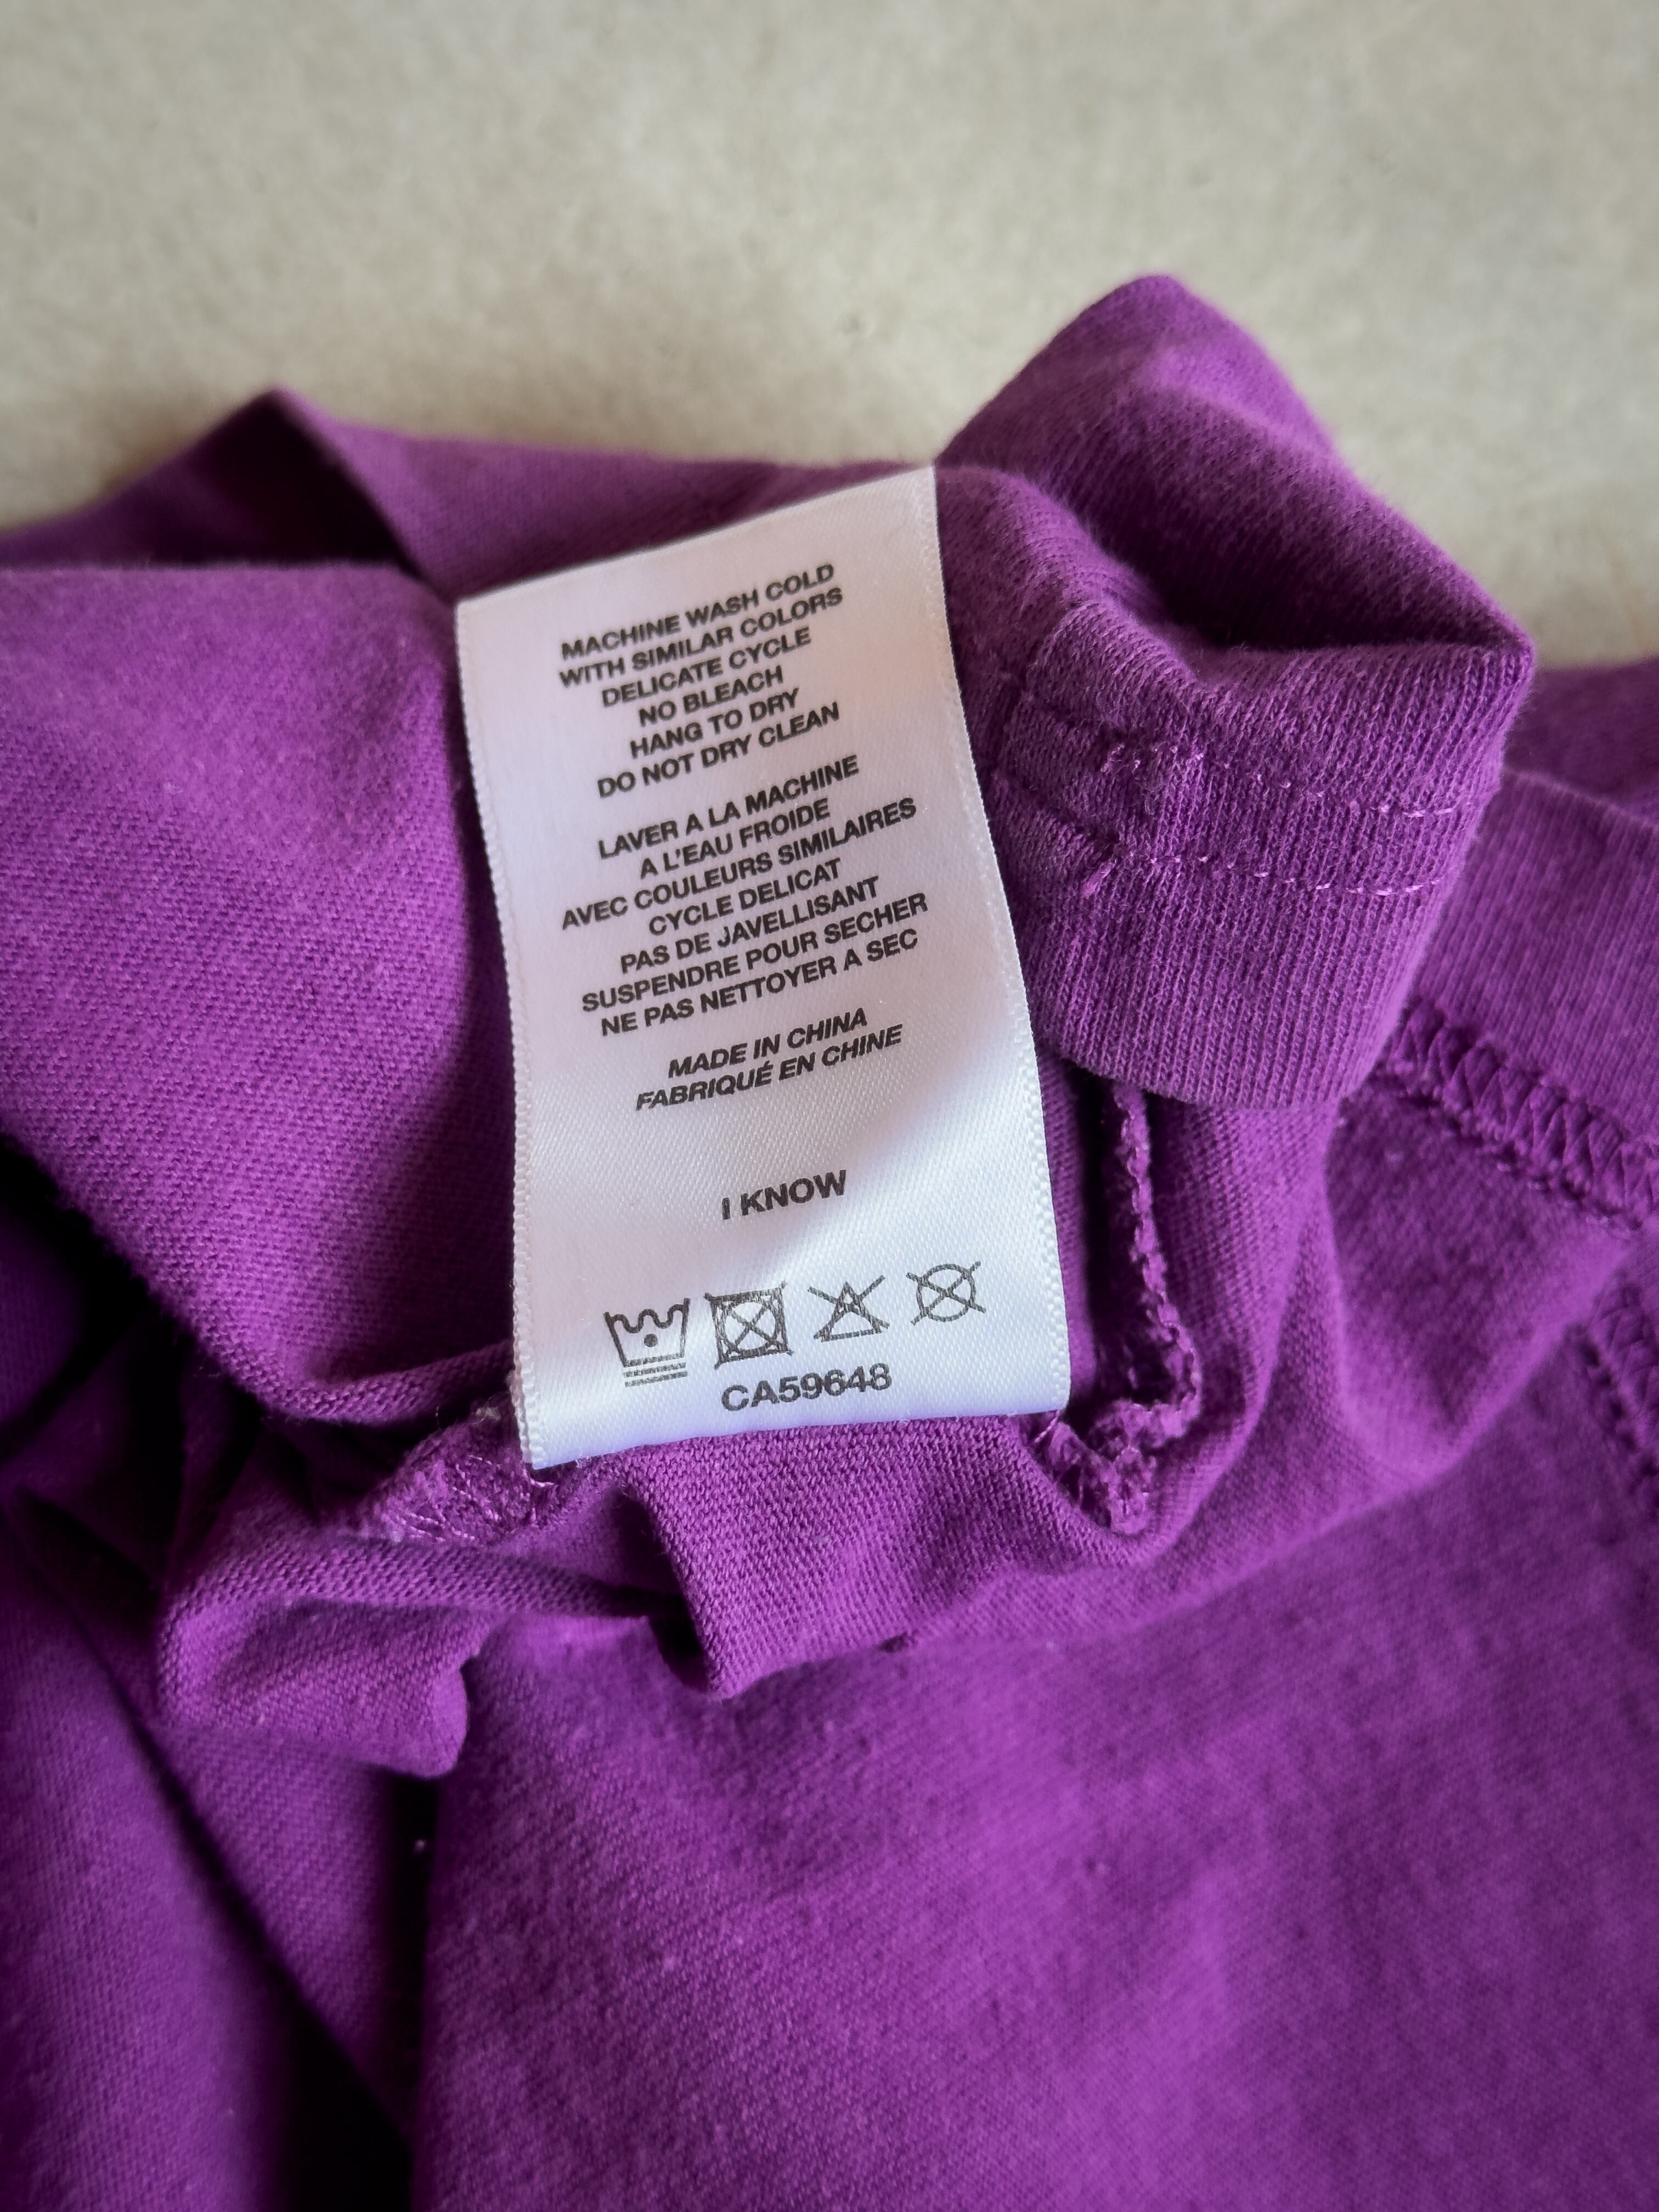 MACHINE WASH COLD
WITH SIMILAR COLORS
DELICATE CYCLE
NO BLEACH
HANG TO DRY
DO NOT DRY CLEAN
LAVER A LA MACHINE
A L'EAU FROIDE
AVEC COULEURS SIMILAIRES
CYCLE DELICAT
PAS DE JAVELLISANT
SUSPENDRE POUR SECHER
NE PAS NETTOYER A SEC
MADE IN CHINA
FABRIQUÉ EN CHINE
I KNOW
CA59648